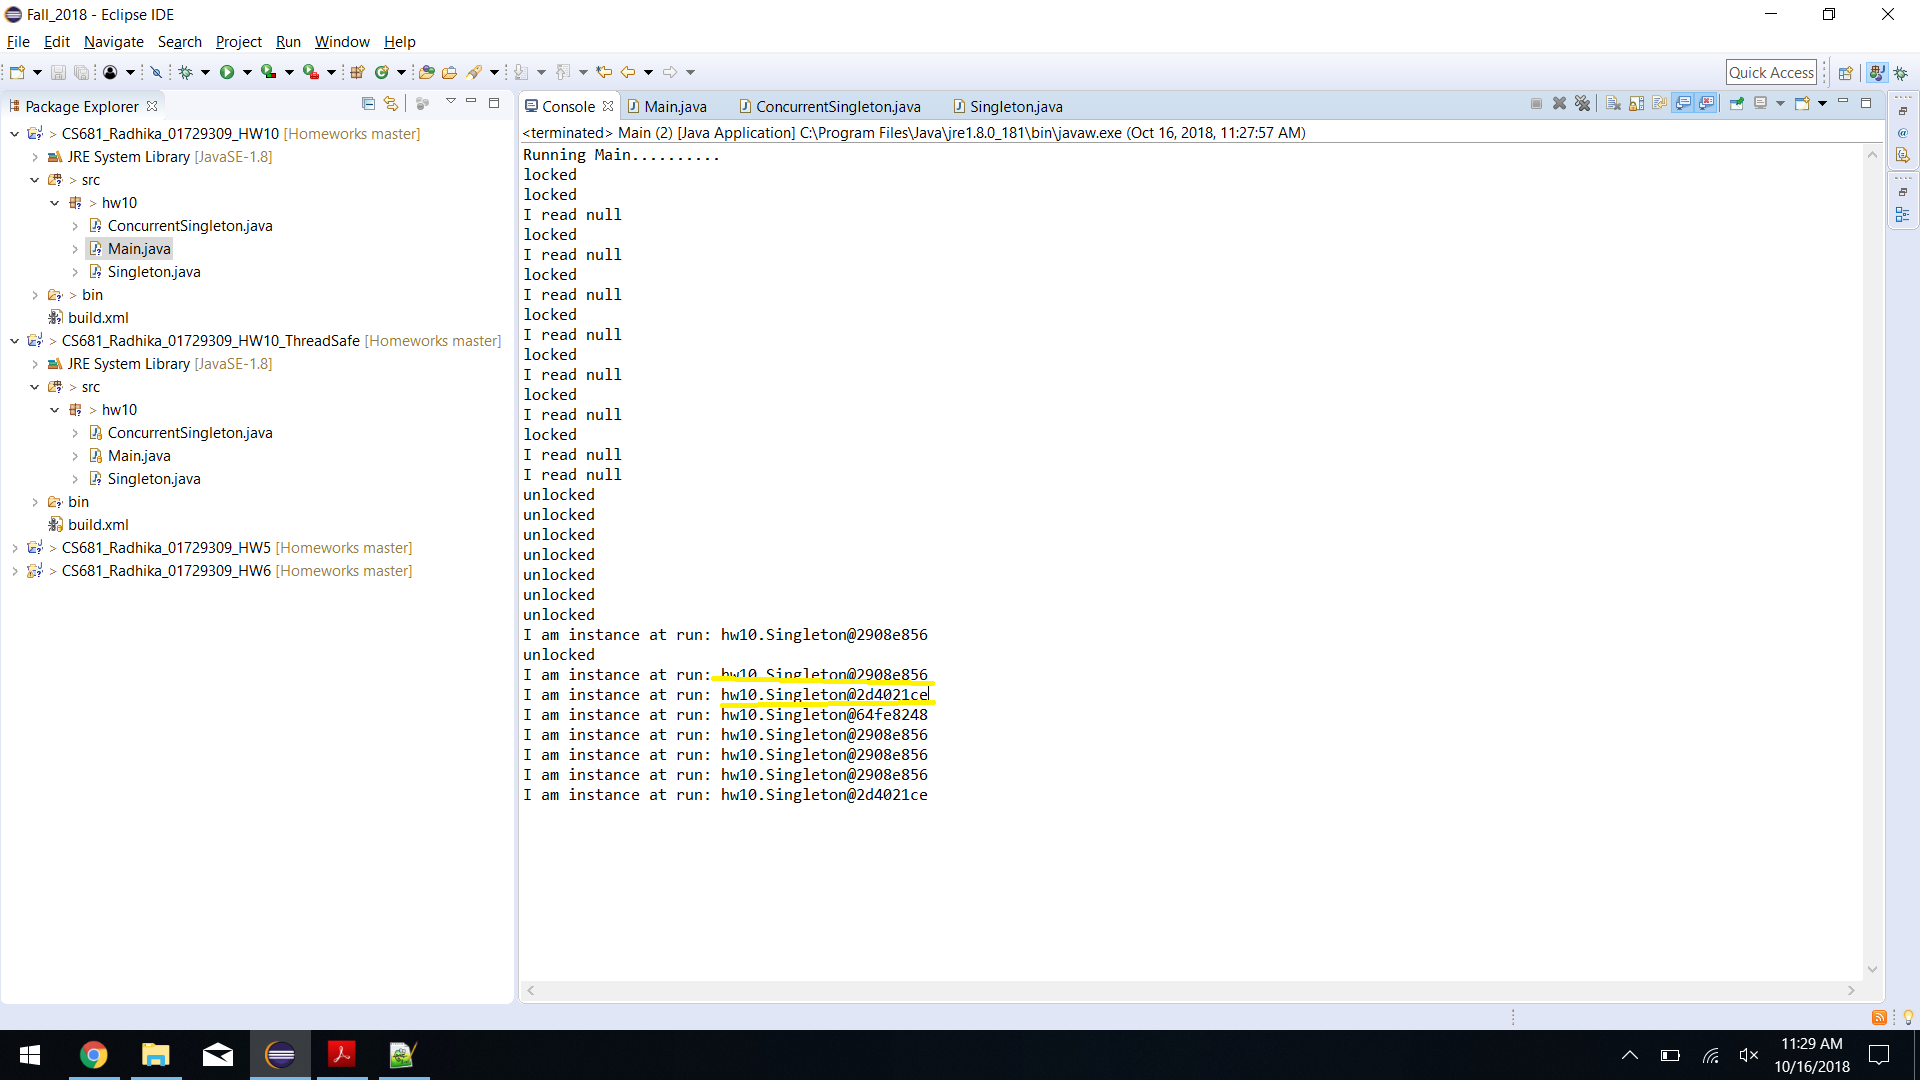 Fall_2018 - Eclipse IDE
File Edit Navigate Search Project Run Window Help
Quick Access
Package Explorer
CS681_Radhika_01729309_HW10 [Homeworks master]
JRE System Library [JavaSE-1.8]
> src
> hw10
ConcurrentSingleton.java
Main.java
Singleton.java
> bin
build.xml
> CS681_Radhika_01729309_HW10_ThreadSafe [Homeworks master]
JRE System Library [JavaSE-1.8]
> src
> hw10
ConcurrentSingleton.java
Main.java
Singleton.java
bin
build.xml
> CS681_Radhika_01729309_HW5 [Homeworks master]
> CS681_Radhika_01729309_HW6 [Homeworks master]
Console Main.java ConcurrentSingleton.java Singleton.java
<terminated> Main (2) [Java Application] C:\Program Files\Java\jre1.8.0_181\bin\javaw.exe (Oct 16, 2018, 11:27:57 AM)
Running Main..........
locked
locked
I read null
locked
I read null
locked
I read null
locked
I read null
locked
I read null
locked
I read null
locked
I read null
I read null
unlocked
unlocked
unlocked
unlocked
unlocked
unlocked
unlocked
I am instance at run: hw10.Singleton@2908e856
unlocked
I am instance at run: hw10.Singleton@2908e856
I am instance at run: hw10.Singleton@2d4021ce
I am instance at run: hw10.Singleton@64fe8248
I am instance at run: hw10.Singleton@2908e856
I am instance at run: hw10.Singleton@2908e856
I am instance at run: hw10.Singleton@2908e856
I am instance at run: hw10.Singleton@2d4021ce
11:29 AM
10/16/2018